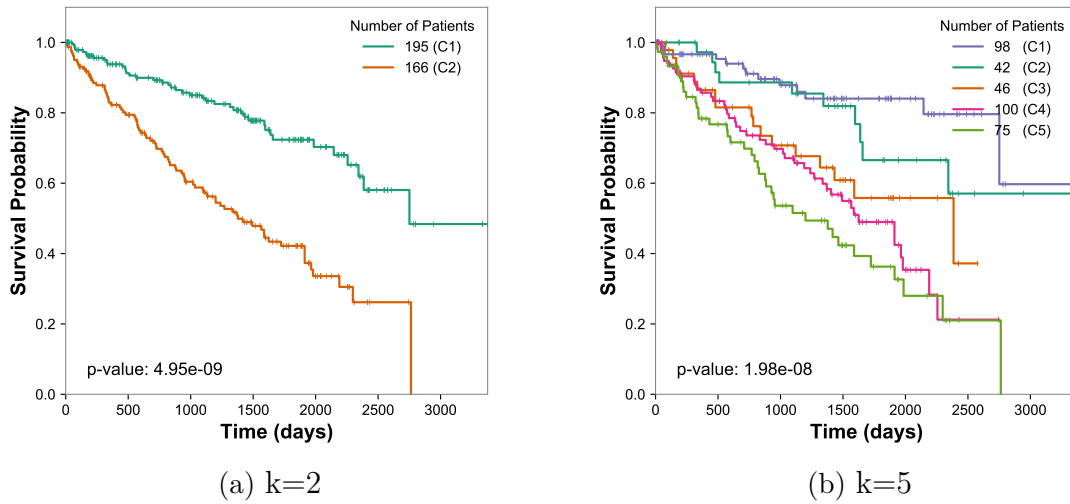 Number of Patients
195 (C1)
166 (C2)
Survival Probability
1.0
0.8
0.6
0.4
0.2
0.0
p-value: 4.95e-09
0 500 1000 1500 2000 2500 3000
Time (days)
(a) k=2
Number of Patients
98 (C1)
42 (C2)
46 (C3)
100 (C4)
75 (C5)
Survival Probability
1.0
0.8
0.6
0.4
0.2
0.0
p-value: 1.98e-08
0 500 1000 1500 2000 2500 3000
Time (days)
(b) k=5